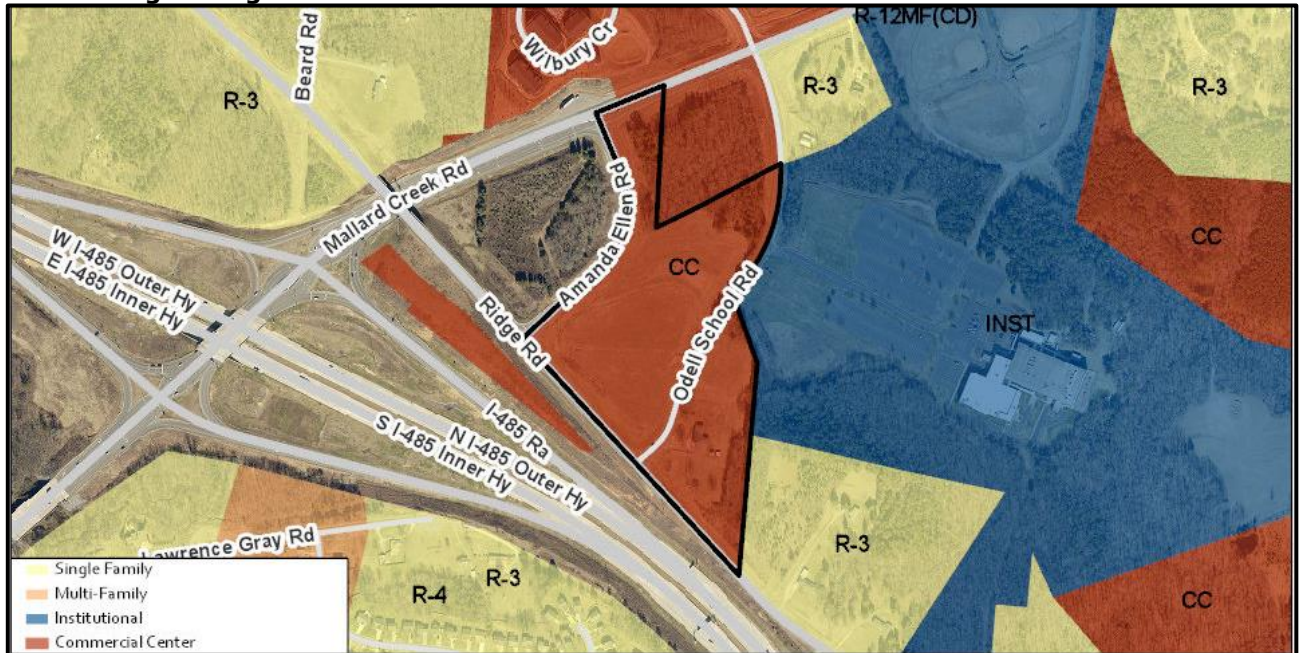 R-12MF(CD)
Wilbury Cr
Beard Rd
R-3
R-3
R-3
Mallard Creek Rd
Amanda Ellen Rd
CC
CC
W I-485 Outer Hy
E I-485 Inner Hy
Ridge Rd
Odell School Rd
INST
I-485 Ra
N I-485 Outer Hy
S I-485 Inner Hy
Lawrence Gray Rd
R-3
R-4
R-3
CC
Single Family
Multi-Family
Institutional
Commercial Center